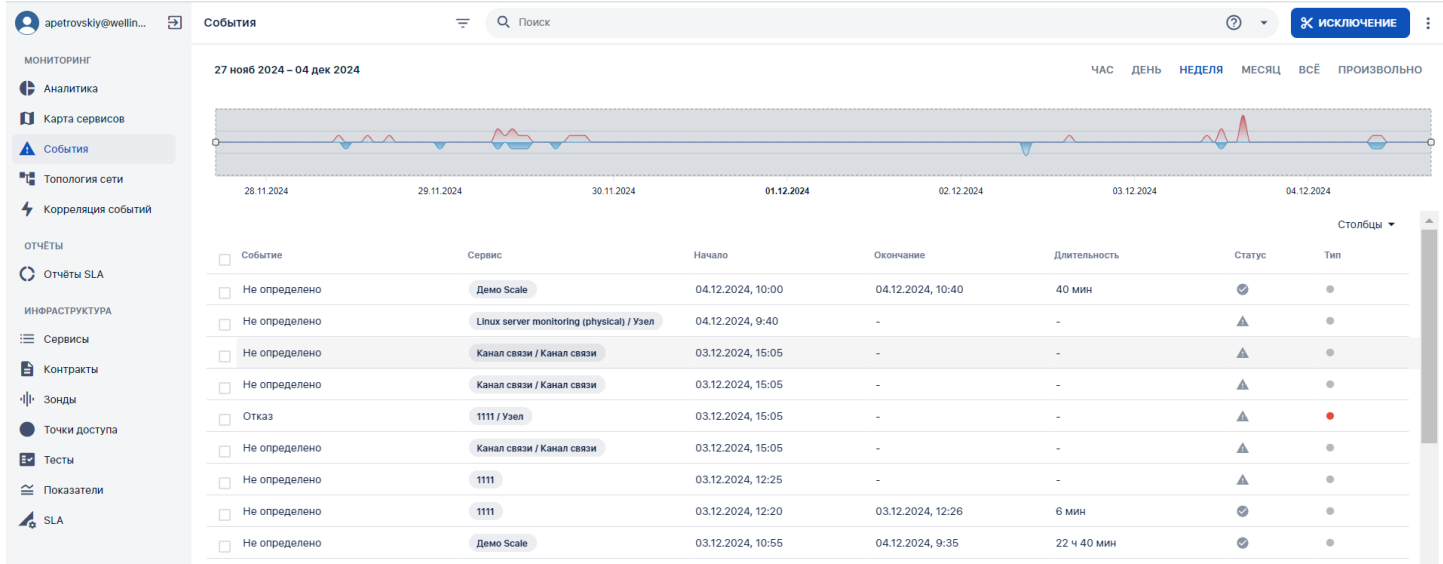 apetrovskiy@wellin... События Поиск ИСКЛЮЧЕНИЕ
МОНИТОРИНГ
Аналитика
Карта сервисов
События
Топология сети
Корреляция событий
ОТЧЁТЫ
Отчёты SLA
ИНФРАСТРУКТУРА
Сервисы
Контракты
Зонды
Точки доступа
Тесты
Показатели
SLA
27 нояб 2024 – 04 дек 2024 ЧАС ДЕНЬ НЕДЕЛЯ МЕСЯЦ ВСЁ ПРОИЗВОЛЬНО
28.11.2024 29.11.2024 30.11.2024 01.12.2024 02.12.2024 03.12.2024 04.12.2024
Столбцы
Событие Сервис Начало Окончание Длительность Статус Тип
Не определено Демо Scale 04.12.2024, 10:00 04.12.2024, 10:40 40 мин
Не определено Linux server monitoring (physical) / Узел 04.12.2024, 9:40 - -
Не определено Канал связи / Канал связи 03.12.2024, 15:05 - -
Не определено Канал связи / Канал связи 03.12.2024, 15:05 - -
Отказ 1111 / Узел 03.12.2024, 15:05 - -
Не определено Канал связи / Канал связи 03.12.2024, 15:05 - -
Не определено 1111 03.12.2024, 12:25 - -
Не определено 1111 03.12.2024, 12:20 03.12.2024, 12:26 6 мин
Не определено Демо Scale 03.12.2024, 10:55 04.12.2024, 9:35 22 ч 40 мин